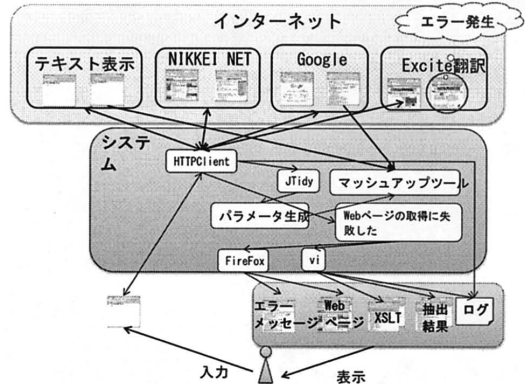 インターネット
エラー発生
テキスト表示
NIKKEI NET
Google
Excite翻訳
システ
ム
HTTPClient
JTidy
マッシュアップツール
パラメータ生成
Webページの取得に失
敗した
FireFox
vi
エラー
メッセージ
Web
ページ
XSLT
抽出
結果
ログ
入力
表示